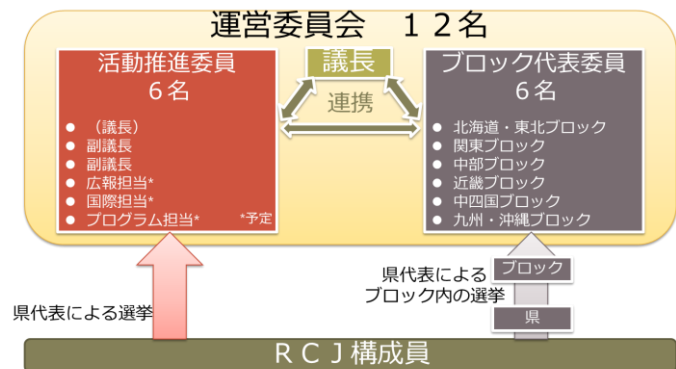 運営委員会 12名
活動推進委員
6名
● (議長)
● 副議長
● 副議長
● 広報担当*
● 国際担当*
● プログラム担当* *予定
議長
連携
ブロック代表委員
6名
● 北海道・東北ブロック
● 関東ブロック
● 中部ブロック
● 近畿ブロック
● 中四国ブロック
● 九州・沖縄ブロック
県代表による選挙
県代表による
ブロック内の選挙
ブロック
県
RCJ構成員